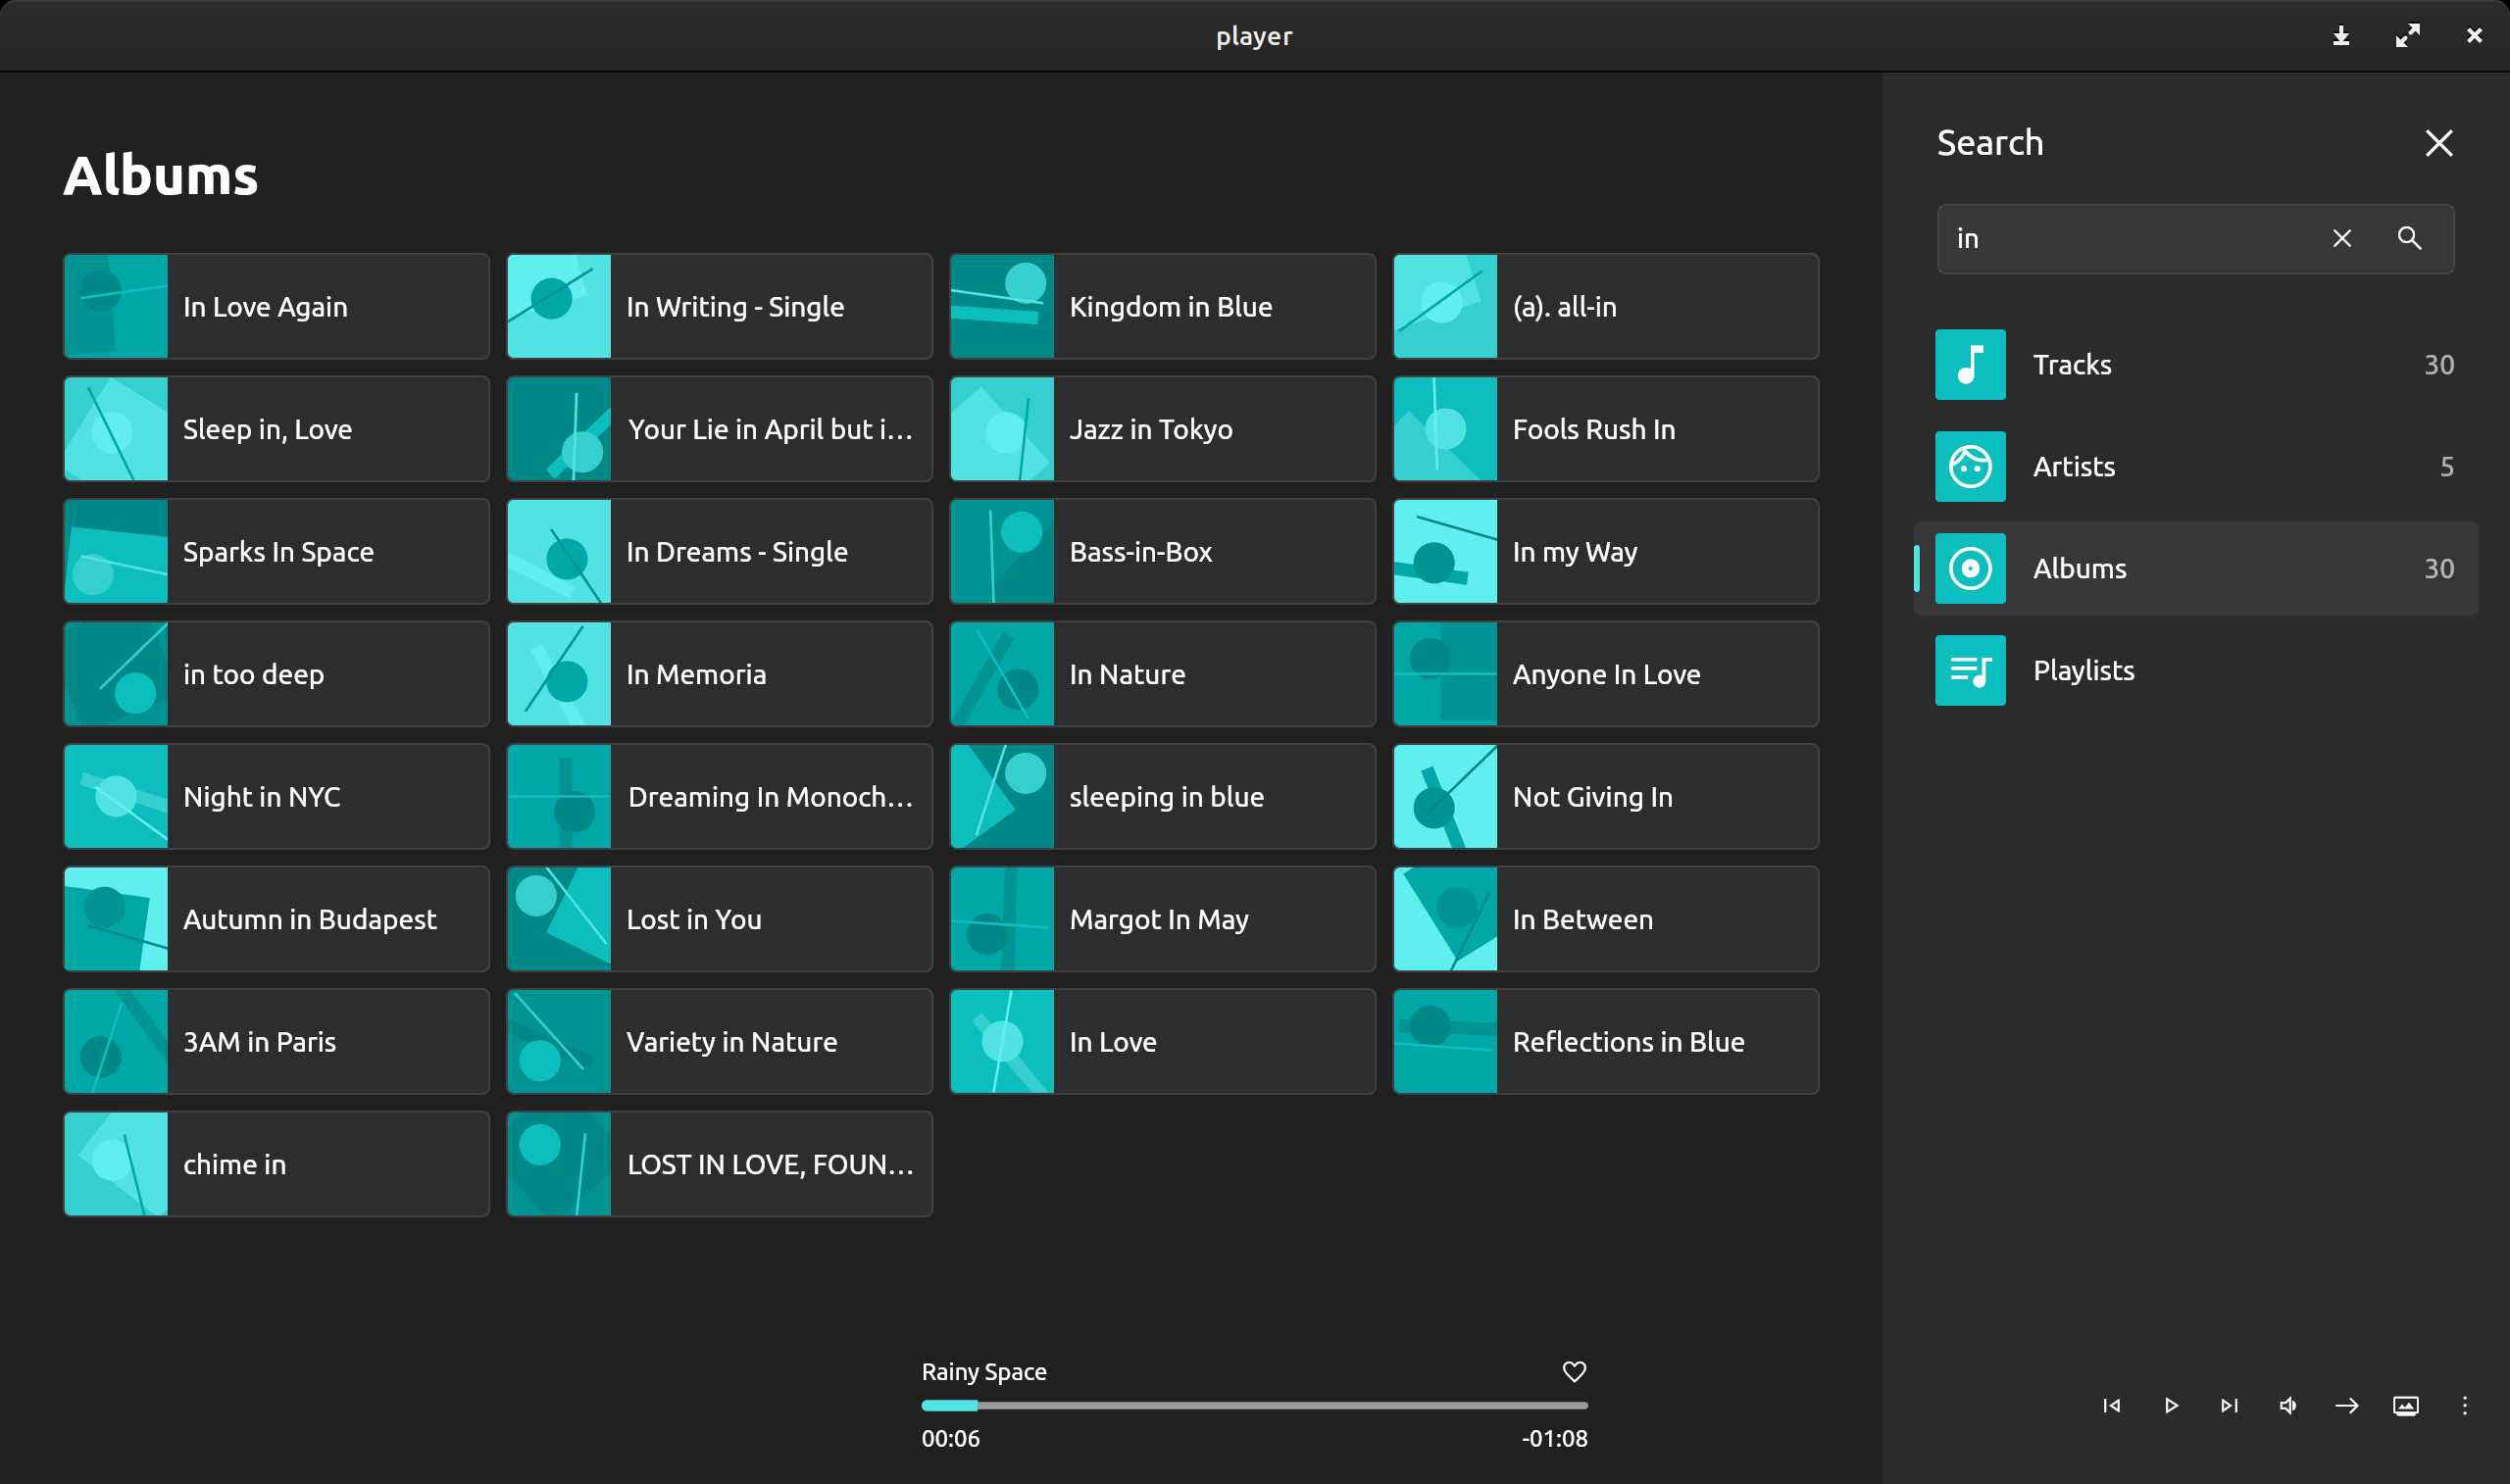 player
Albums
In Love Again
In Writing - Single
Kingdom in Blue
(a). all-in
Sleep in, Love
Your Lie in April but i...
Jazz in Tokyo
Fools Rush In
Sparks In Space
In Dreams - Single
Bass-in-Box
In my Way
in too deep
In Memoria
In Nature
Anyone In Love
Night in NYC
Dreaming In Monoch...
sleeping in blue
Not Giving In
Autumn in Budapest
Lost in You
Margot In May
In Between
3AM in Paris
Variety in Nature
In Love
Reflections in Blue
chime in
LOST IN LOVE, FOUN...
Search
in
Tracks 30
Artists 5
Albums 30
Playlists
Rainy Space
00:06 -01:08